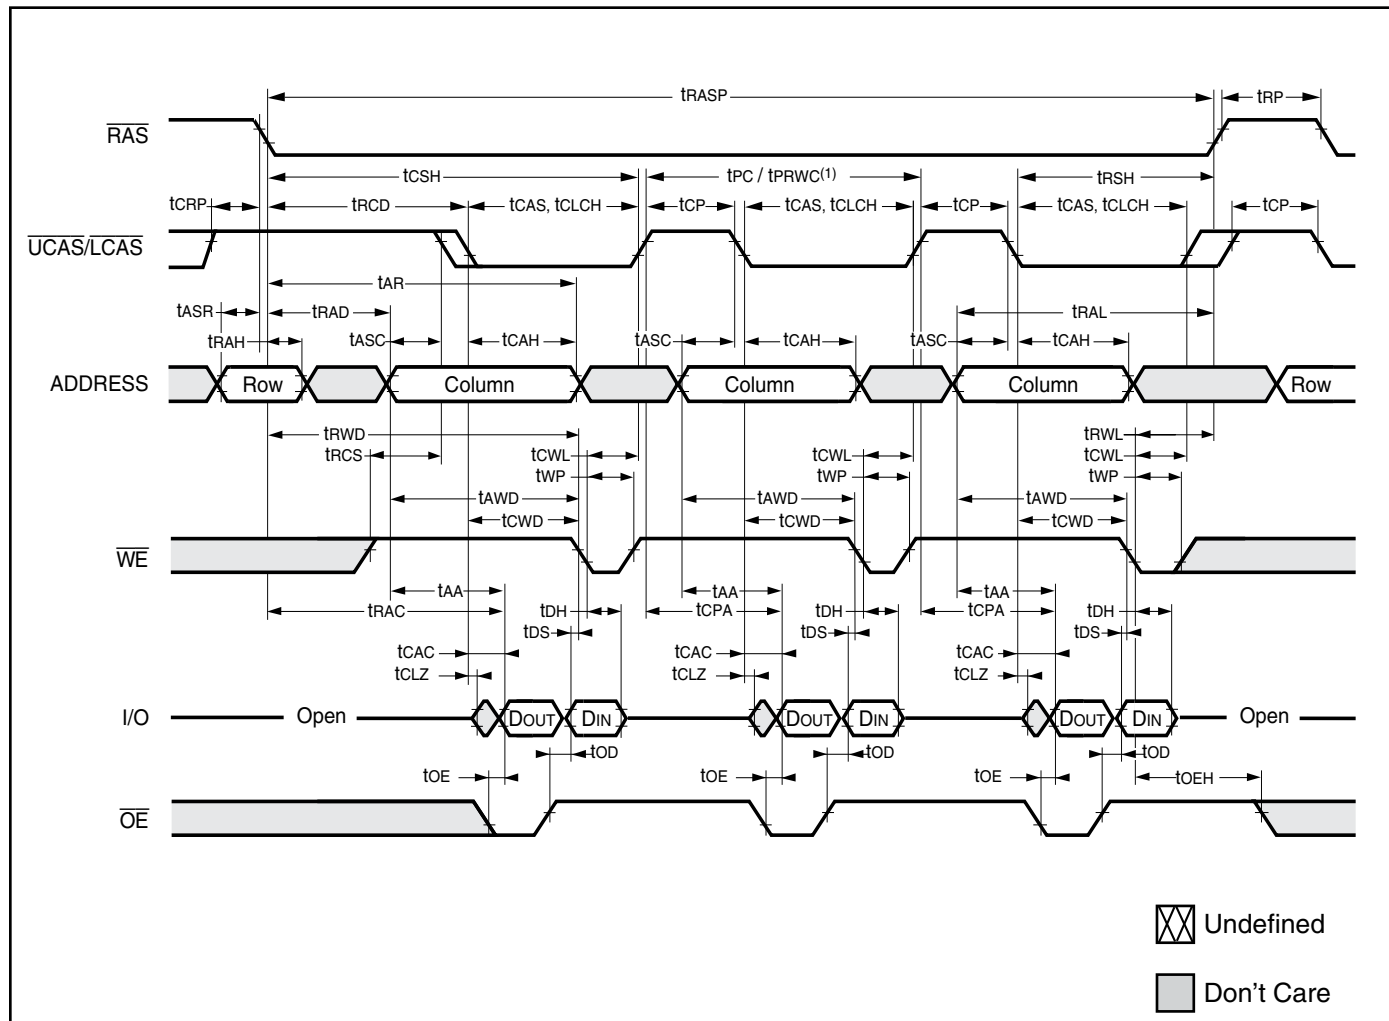 tRASP
tRP
RAS
tCSH
tPC / tPRWC(1)
tRSH
tCRP
tRCD
tCAS, tCLCH
tCP
tCAS, tCLCH
tCP
tCAS, tCLCH
tCP
UCAS/LCAS
tAR
tASR
tRAD
tRAL
tRAH
tASC
tCAH
tASC
tCAH
tASC
tCAH
ADDRESS
Row
Column
Column
Column
Row
tRWD
tRWL
tRCS
tCWL
tCWL
tCWL
tWP
tWP
tWP
tAWD
tAWD
tAWD
tCWD
tCWD
tCWD
WE
tAA
tAA
tAA
tRAC
tDH
tCPA
tDH
tCPA
tDH
tDS
tDS
tDS
tCAC
tCAC
tCAC
tCLZ
tCLZ
tCLZ
I/O
Open
DOUT
DIN
DOUT
DIN
DOUT
DIN
Open
tOD
tOD
tOD
tOE
tOE
tOE
tOEH
OE
Undefined
Don't Care